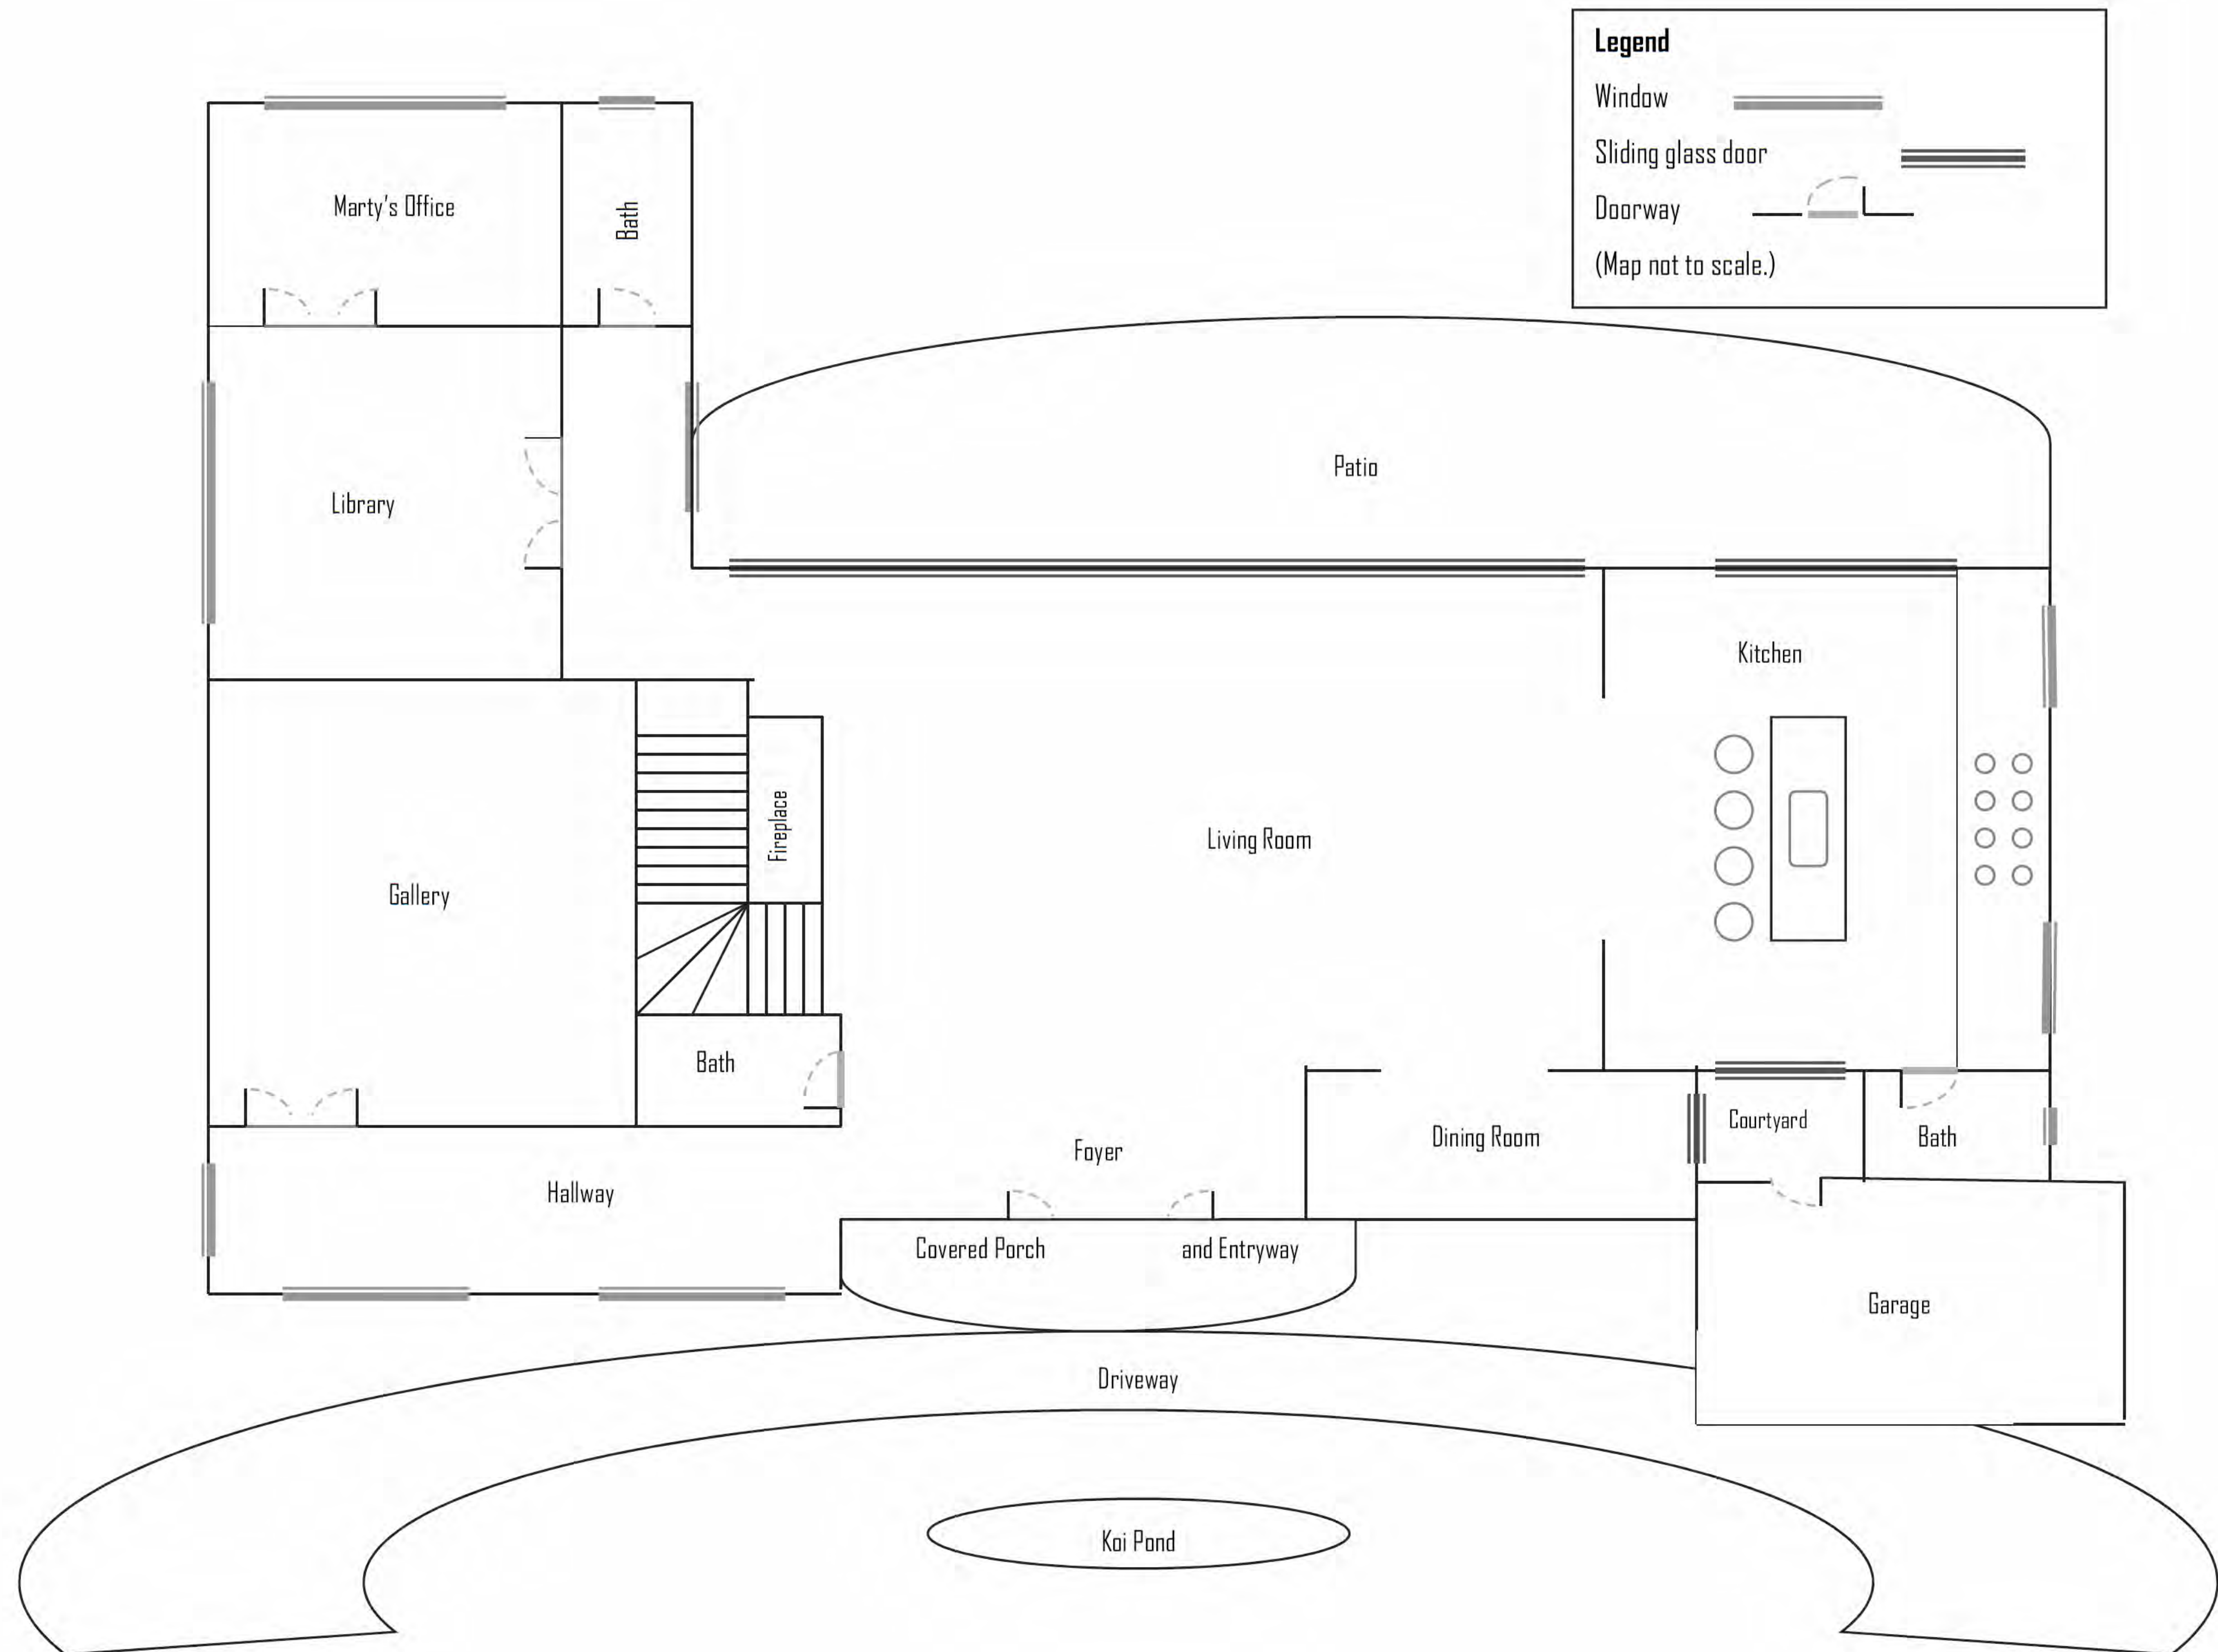 Legend
Window
Sliding glass door
Doorway
(Map not to scale.)
Marty's Office
Bath
Library
Patio
Kitchen
Living Room
Fireplace
Gallery
Bath
Foyer
Dining Room
Courtyard
Bath
Hallway
Covered Porch and Entryway
Garage
Driveway
Koi Pond